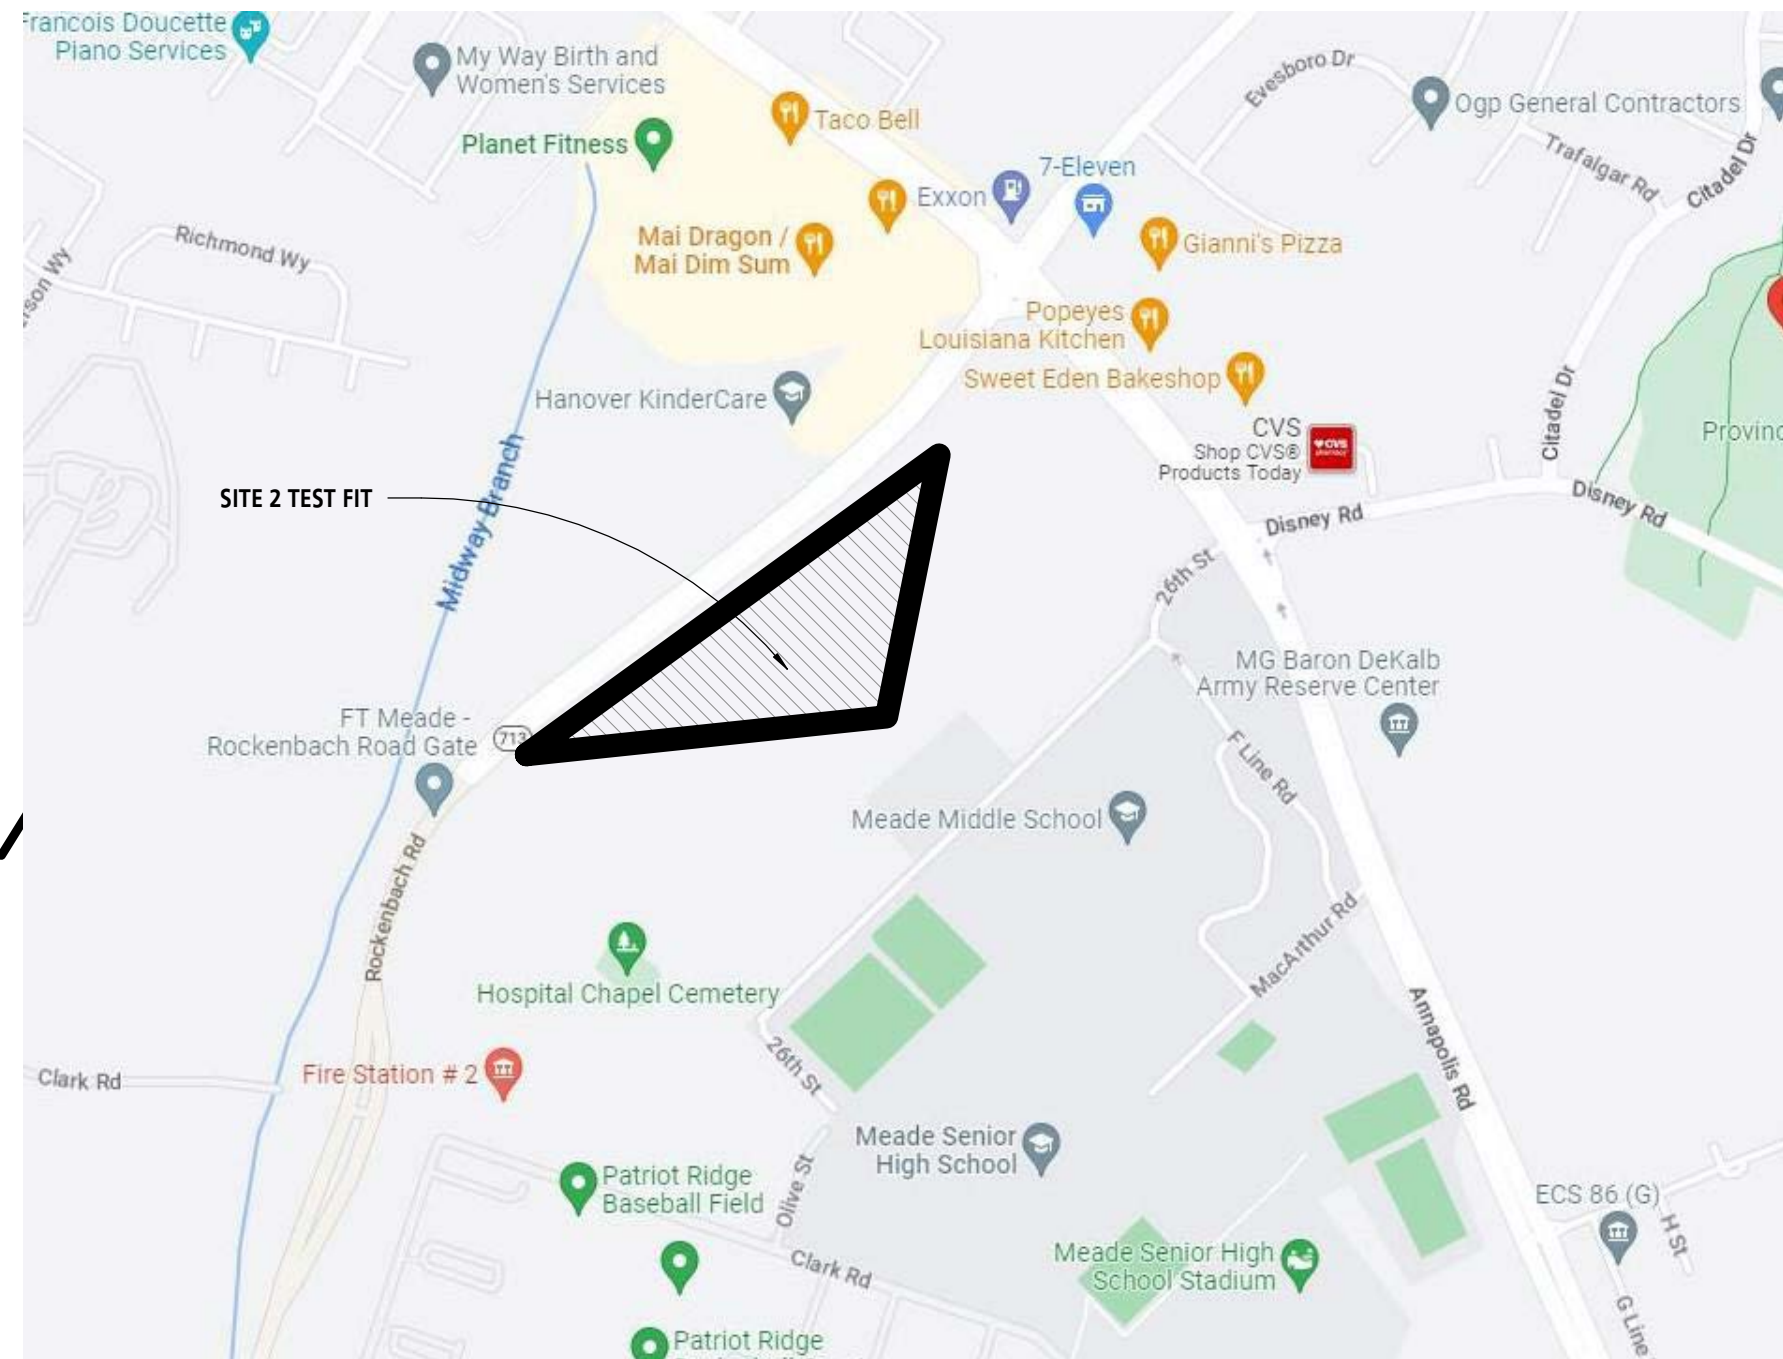 Francois Doucette
Piano Services
My Way Birth and
Women's Services
Planet Fitness
Taco Bell
Evesboro Dr
Ogp General Contractors
Trafalgar Rd
Citadel Dr
7-Eleven
Exxon
Mai Dragon /
Mai Dim Sum
Gianni's Pizza
Richmond Wy
son Wy
Popeyes
Louisiana Kitchen
Sweet Eden Bakeshop
Hanover KinderCare
Citadel Dr
CVS
Shop CVS®
Products Today
CVS
pharmacy
Provinc
Midway Branch
SITE 2 TEST FIT
Disney Rd
Disney Rd
26th St
MG Baron DeKalb
Army Reserve Center
FT Meade -
Rockenbach Road Gate
713
F Line Rd
Meade Middle School
Rockenbach Rd
MacArthur Rd
Hospital Chapel Cemetery
Annapolis Rd
26th St
Clark Rd
Fire Station # 2
Meade Senior
High School
Patriot Ridge
Baseball Field
Olive St
ECS 86 (G)
H St
Clark Rd
Meade Senior High
School Stadium
G Line
Patriot Ridge